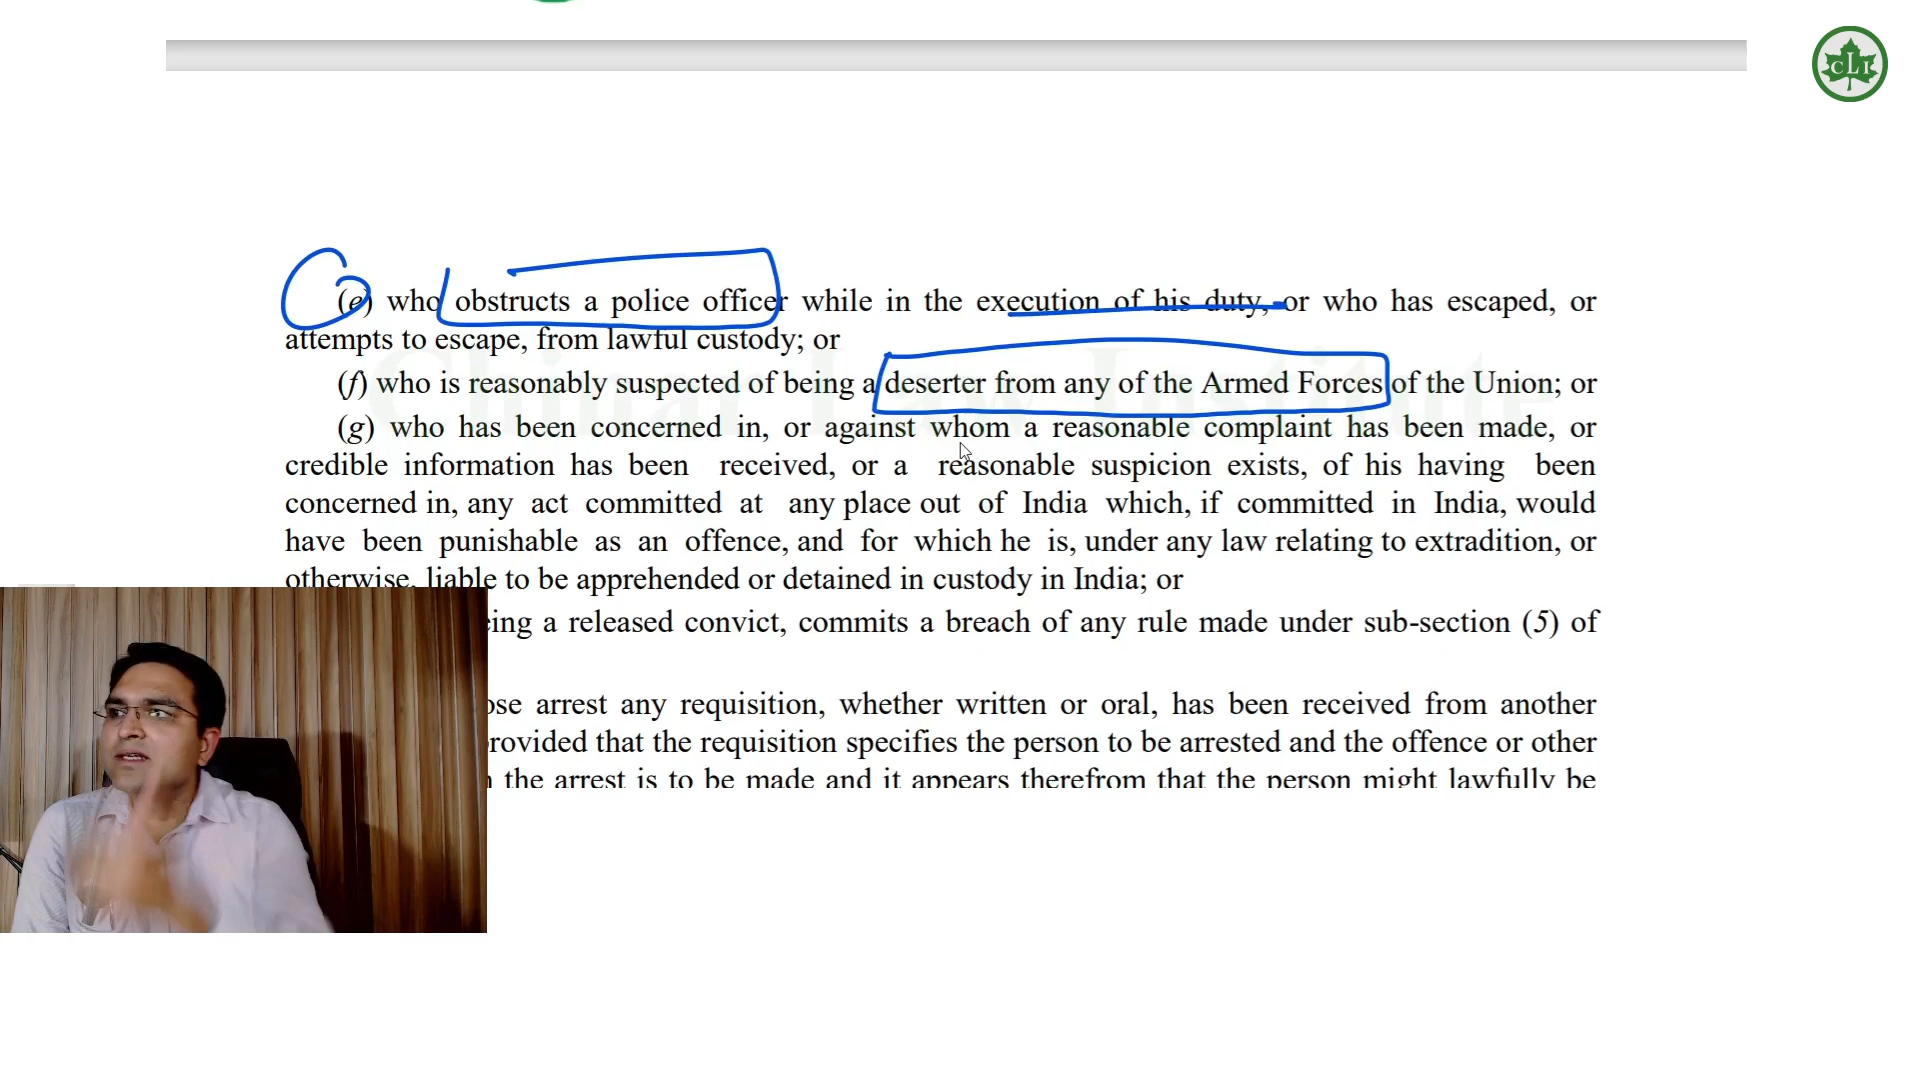 CLI
(e) who obstructs a police officer while in the execution of his duty, or who has escaped, or
attempts to escape, from lawful custody; or
(f) who is reasonably suspected of being a deserter from any of the Armed Forces of the Union; or
(g) who has been concerned in, or against whom a reasonable complaint has been made, or
credible information has been received, or a reasonable suspicion exists, of his having been
concerned in, any act committed at any place out of India which, if committed in India, would
have been punishable as an offence, and for which he is, under any law relating to extradition, or
otherwise, liable to be apprehended or detained in custody in India; or
eing a released convict, commits a breach of any rule made under sub-section (5) of
ose arrest any requisition, whether written or oral, has been received from another
rovided that the requisition specifies the person to be arrested and the offence or other
the arrest is to be made and it appears therefrom that the person might lawfully be
Chinar Law Institute